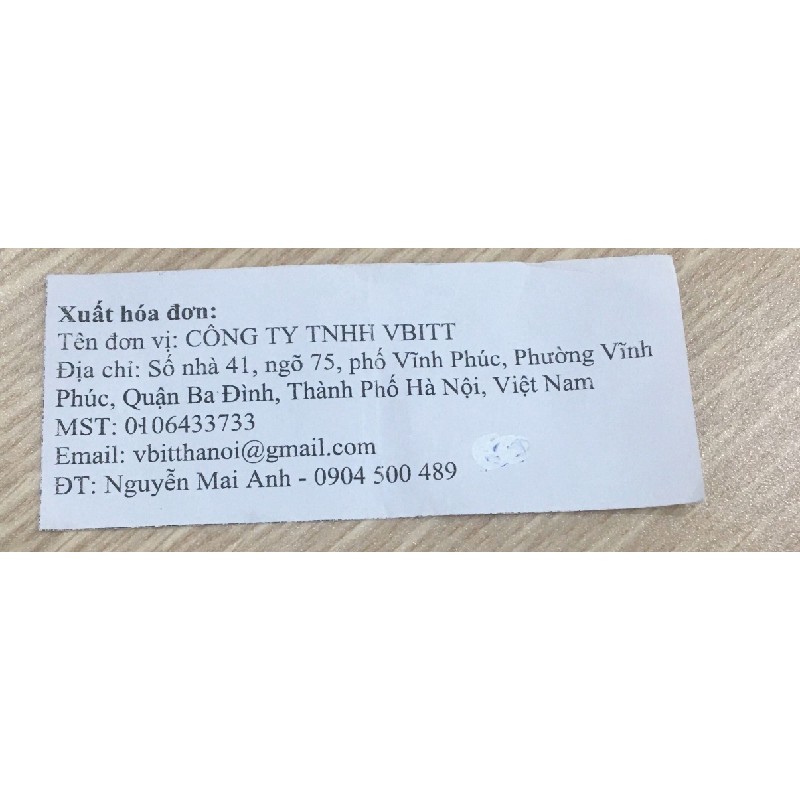 Xuất hóa đơn:
Tên đơn vị: CÔNG TY TNHH VBITT
Địa chỉ: Số nhà 41, ngõ 75, phố Vĩnh Phúc, Phường Vĩnh
Phúc, Quận Ba Đình, Thành Phố Hà Nội, Việt Nam
MST: 0106433733
Email: vbitthanoi@gmail.com
ĐT: Nguyễn Mai Anh - 0904 500 489